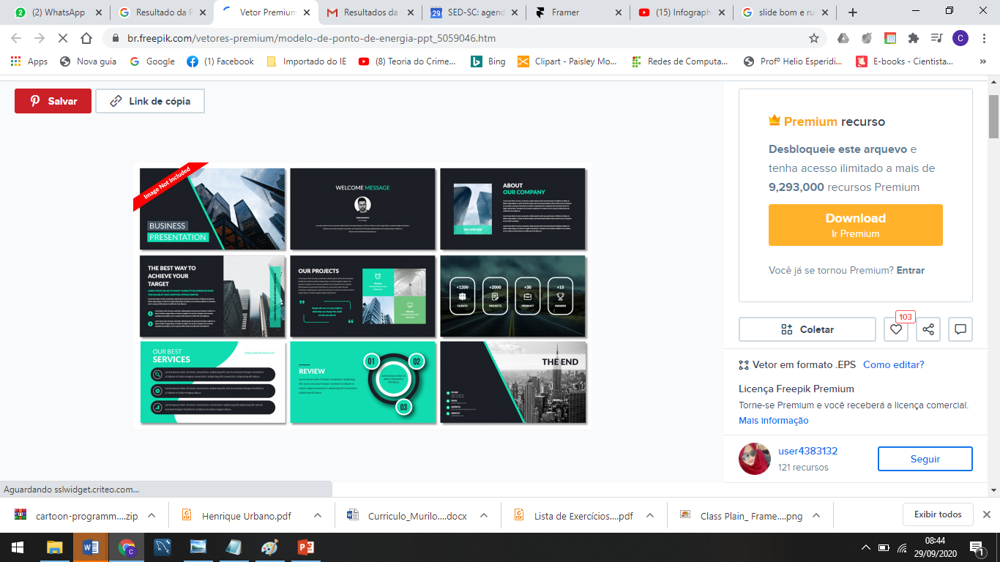 (2) WhatsApp
Resultado da P
Vetor Premium
Resultados da
SED-SC: agend
Framer
(15) Infograph
slide bom e ru
br.freepik.com/vetores-premium/modelo-de-ponto-de-energia-ppt_5059046.htm
Apps
Nova guia
Google
(1) Facebook
Importado do IE
(8) Teoria do Crime...
Bing
Clipart - Paisley Mo...
Redes de Computa...
Profº Helio Esperidi...
E-books - Cientista...
Salvar
Link de cópia
Image Not Included
BUSINESS
PRESENTATION
WELCOME MESSAGE
ABOUT
OUR COMPANY
THE BEST WAY TO
ACHIEVE YOUR
TARGET
OUR PROJECTS
+1200
CLIENTS
+2000
PROJECTS
+30
PRODUCT
+15
AWARDS
OUR BEST
SERVICES
REVIEW
01
02
03
THE END
Premium recurso
Desbloqueie este arquevo e
tenha acesso ilimitado a mais de
9,293,000 recursos Premium
Download
Ir Premium
Você já se tornou Premium? Entrar
Coletar
103
Vetor em formato .EPS Como editar?
Licença Freepik Premium
Torne-se Premium e você receberá a licença comercial.
Mais informação
user4383132
121 recursos
Seguir
Aguardando sslwidget.criteo.com...
cartoon-programm....zip
Henrique Urbano.pdf
Curriculo_Murilo....docx
Lista de Exercícios....pdf
Class Plain_ Frame....png
Exibir todos
08:44
29/09/2020
1